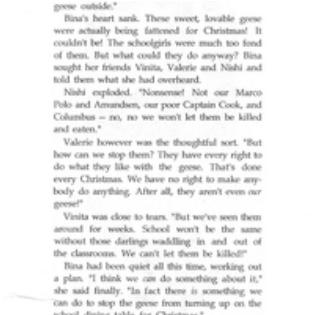 geese outside."
Bina's heart sank. These sweet, lovable geese
were actually being fattened for Christmas! It
couldn't be! The schoolgirls were much too fond
of them. But what could they do anyway? Bina
sought her friends Vinita, Valerie and Nishi and
told them what she had overheard.
Nishi exploded. "Nonsense! Not our Marco
Polo and Amundsen, our poor Captain Cook, and
Columbus — no, no we won't let them be killed
and eaten."
Valerie however was the thoughtful sort. "But
how can we stop them? They have every right to
do what they like with the geese. That's done
every Christmas. We have no right to make any-
body do anything. After all, they aren't even our
geese!"
Vinita was close to tears. "But we've seen them
around for weeks. School won't be the same
without those darlings waddling in and out of
the classrooms. We can't let them be killed!"
Bina had been quiet all this time, working out
a plan. "I think we can do something about it,"
she said finally. "In fact there is something we
can do to stop the geese from turning up on the
school dining table for Christmas."